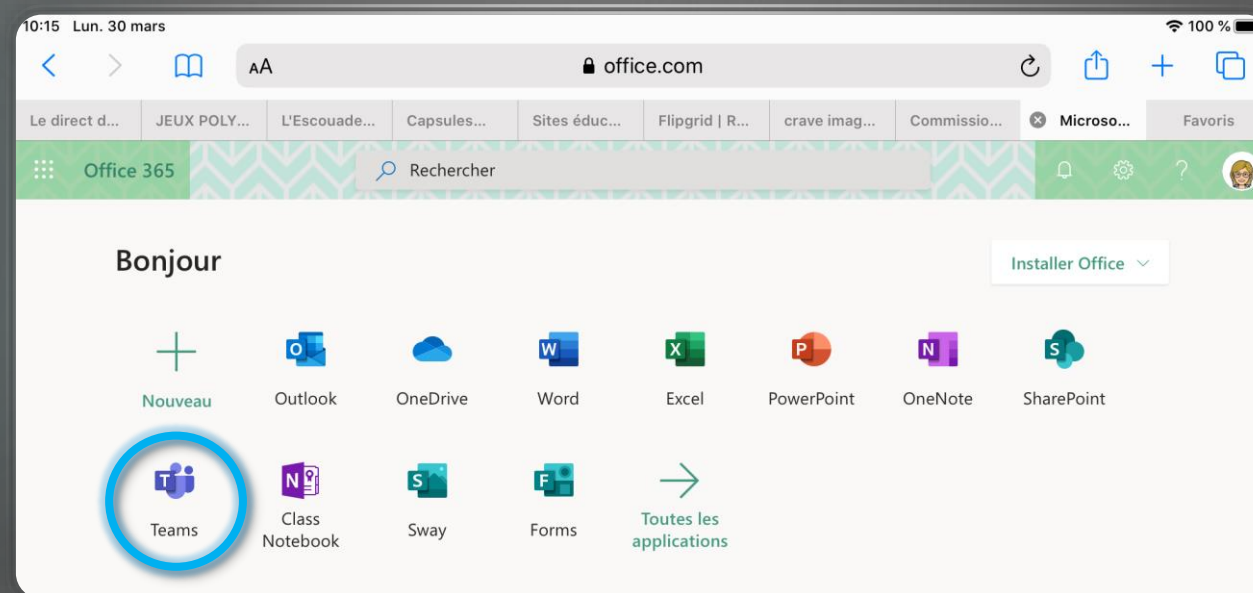 10:15 Lun. 30 mars 100 %
AA office.com
Le direct d... JEUX POLY... L'Escouade... Capsules... Sites éduc... Flipgrid | R... crave imag... Commissio... Microso... Favoris
Office 365 Rechercher ?
Bonjour Installer Office
Nouveau Outlook OneDrive Word Excel PowerPoint OneNote SharePoint
Teams Class Notebook Sway Forms Toutes les applications